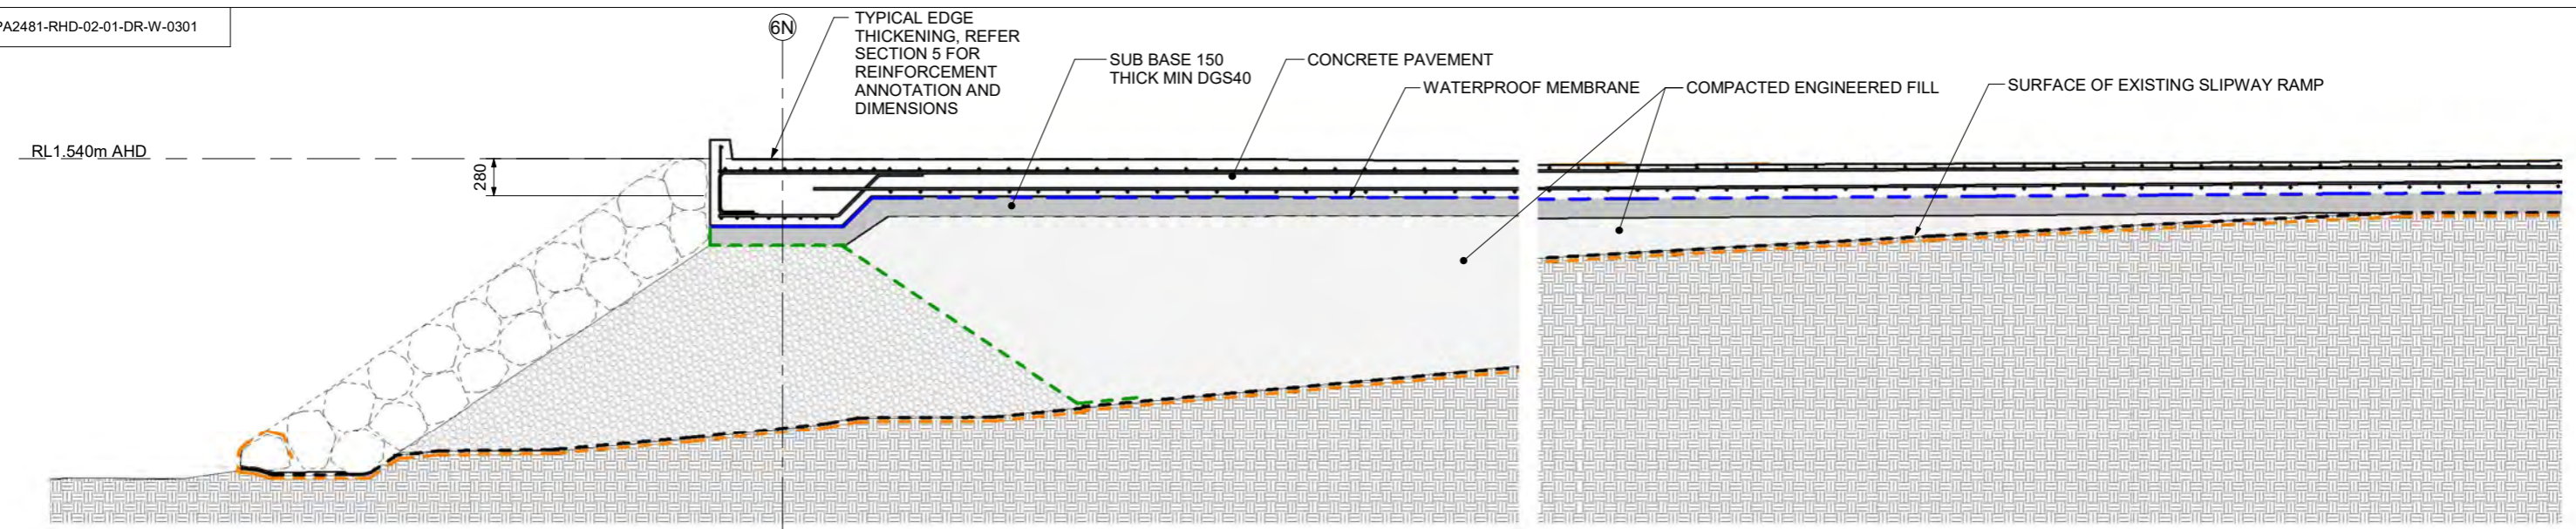 PA2481-RHD-02-01-DR-W-0301
6N
TYPICAL EDGE
THICKENING, REFER
SECTION 5 FOR
REINFORCEMENT
ANNOTATION AND
DIMENSIONS
SUB BASE 150
THICK MIN DGS40
CONCRETE PAVEMENT
WATERPROOF MEMBRANE
COMPACTED ENGINEERED FILL
SURFACE OF EXISTING SLIPWAY RAMP
RL1.540m AHD
280